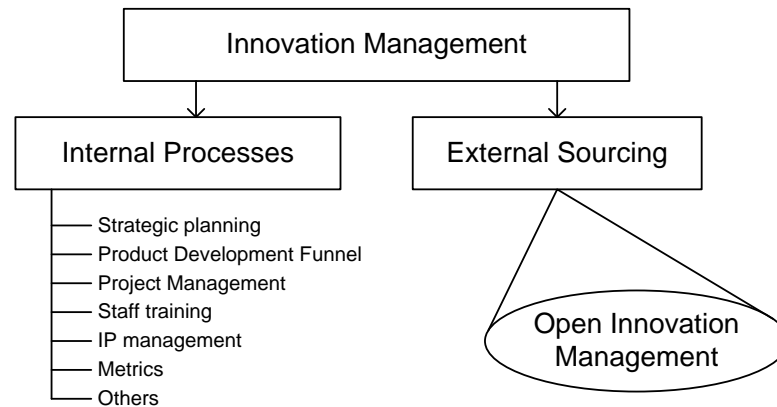 Innovation Management
Internal Processes
External Sourcing
Strategic planning
Product Development Funnel
Project Management
Staff training
IP management
Metrics
Others
Open Innovation
Management